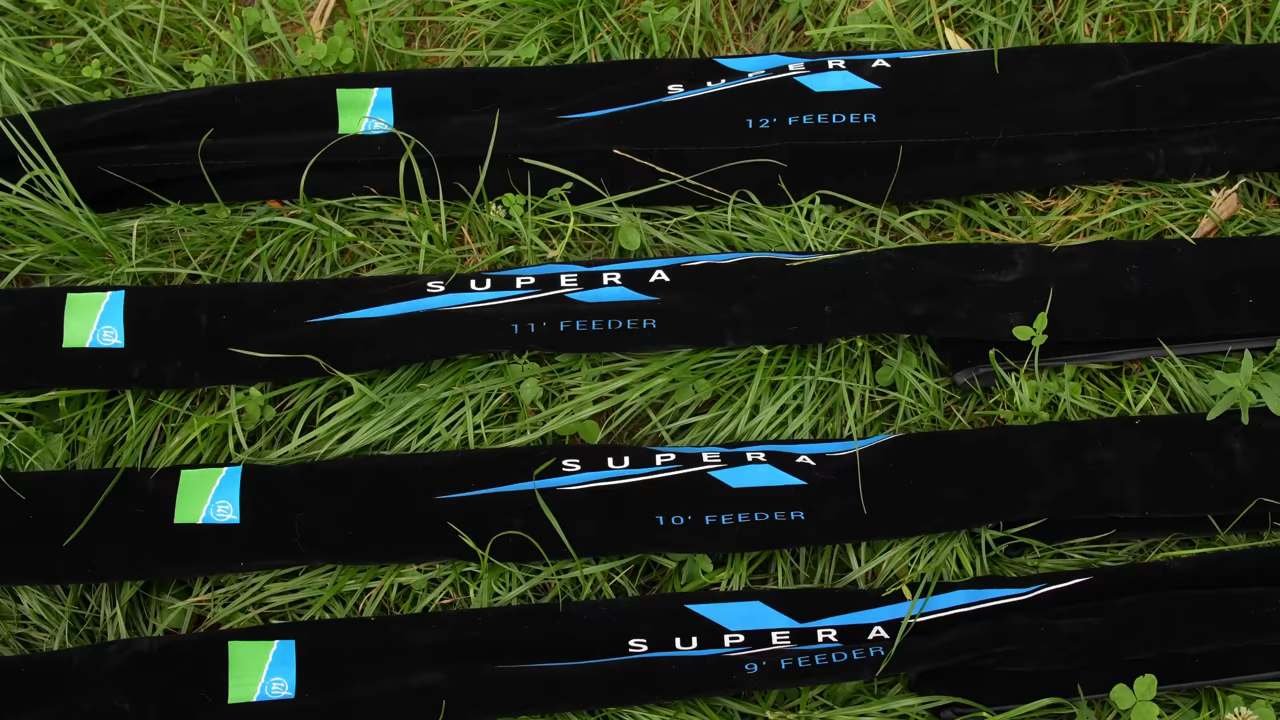 SUPERA
12' FEEDER
SUPERA
11' FEEDER
SUPERA
10' FEEDER
SUPERA
9' FEEDER